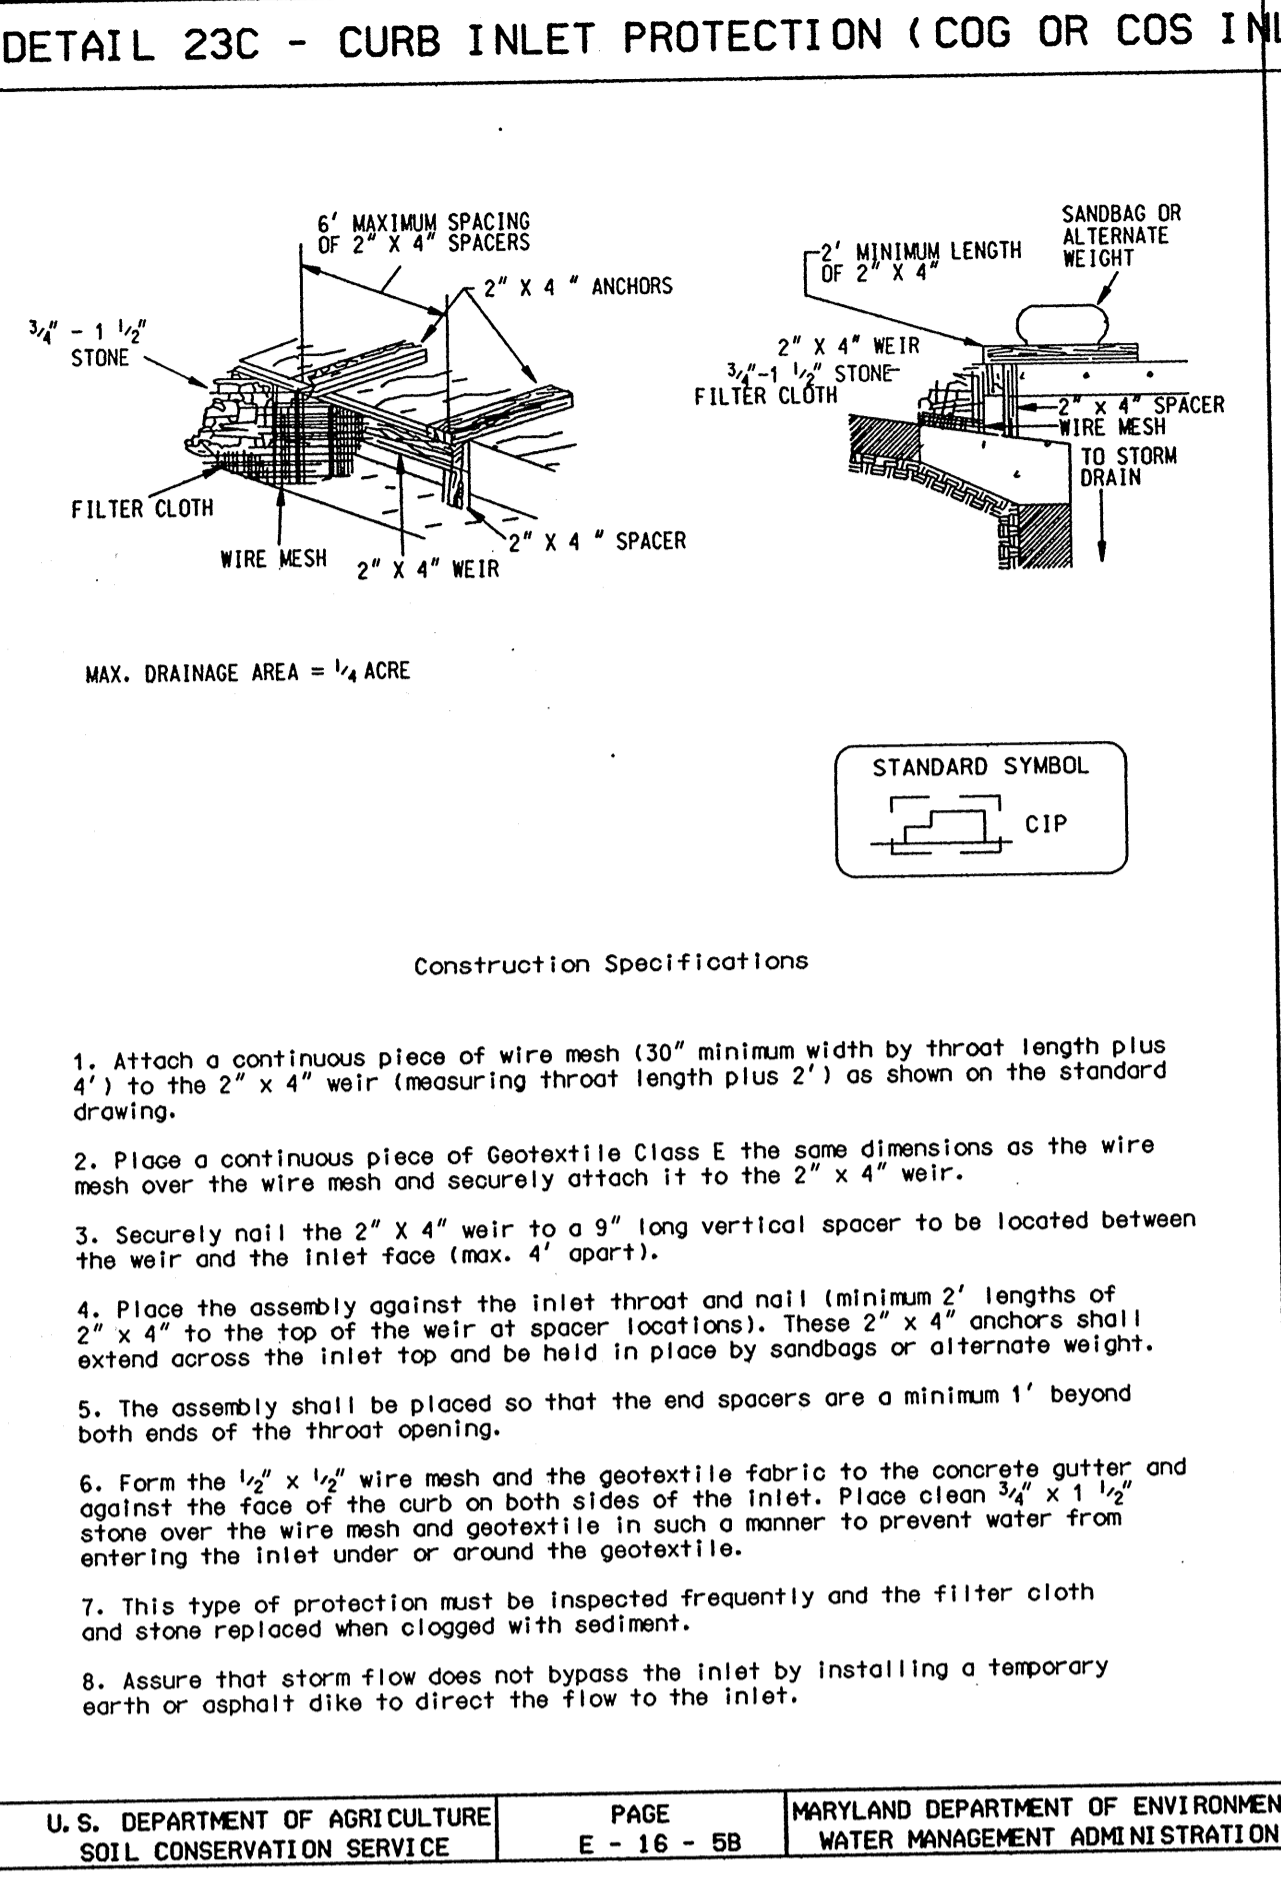 DETAIL 23C - CURB INLET PROTECTION (COG OR COS INL
6' MAXIMUM SPACING
OF 2" X 4" SPACERS
2" X 4 " ANCHORS
3/4" - 1 1/2"
STONE
FILTER CLOTH
WIRE MESH
2" X 4" WEIR
2" X 4 " SPACER
SANDBAG OR
ALTERNATE
WEIGHT
2' MINIMUM LENGTH
OF 2" X 4"
2" X 4" WEIR
3/4"-1 1/2" STONE
FILTER CLOTH
2" x 4" SPACER
WIRE MESH
TO STORM
DRAIN
MAX. DRAINAGE AREA = 1/4 ACRE
STANDARD SYMBOL
CIP
Construction Specifications
1. Attach a continuous piece of wire mesh (30" minimum width by throat length plus
4') to the 2" x 4" weir (measuring throat length plus 2') as shown on the standard
drawing.
2. Place a continuous piece of Geotextile Class E the same dimensions as the wire
mesh over the wire mesh and securely attach it to the 2" x 4" weir.
3. Securely nail the 2" X 4" weir to a 9" long vertical spacer to be located between
the weir and the inlet face (max. 4' apart).
4. Place the assembly against the inlet throat and nail (minimum 2' lengths of
2" x 4" to the top of the weir at spacer locations). These 2" x 4" anchors shall
extend across the inlet top and be held in place by sandbags or alternate weight.
5. The assembly shall be placed so that the end spacers are a minimum 1' beyond
both ends of the throat opening.
6. Form the 1/2" x 1/2" wire mesh and the geotextile fabric to the concrete gutter and
against the face of the curb on both sides of the inlet. Place clean 3/4" x 1 1/2"
stone over the wire mesh and geotextile in such a manner to prevent water from
entering the inlet under or around the geotextile.
7. This type of protection must be inspected frequently and the filter cloth
and stone replaced when clogged with sediment.
8. Assure that storm flow does not bypass the inlet by installing a temporary
earth or asphalt dike to direct the flow to the inlet.
U.S. DEPARTMENT OF AGRICULTURE
SOIL CONSERVATION SERVICE
PAGE
E - 16 - 5B
MARYLAND DEPARTMENT OF ENVIRONMEN
WATER MANAGEMENT ADMINISTRATION